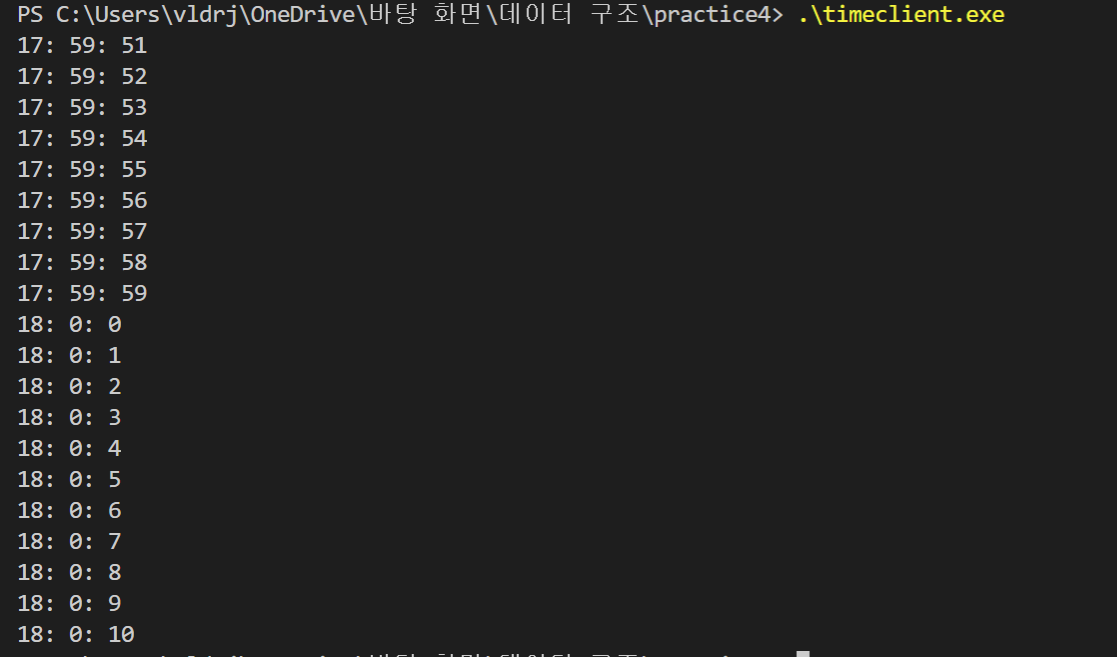 PS C:\Users\vldrj\OneDrive\바탕 화면\데이터 구조\practice4> .\timeclient.exe
17: 59: 51
17: 59: 52
17: 59: 53
17: 59: 54
17: 59: 55
17: 59: 56
17: 59: 57
17: 59: 58
17: 59: 59
18: 0: 0
18: 0: 1
18: 0: 2
18: 0: 3
18: 0: 4
18: 0: 5
18: 0: 6
18: 0: 7
18: 0: 8
18: 0: 9
18: 0: 10